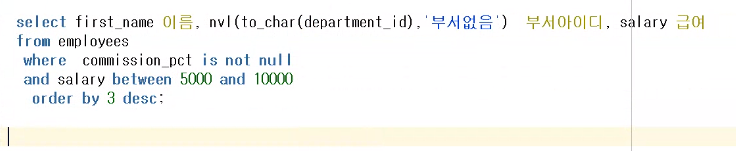 select first_name 이름, nvl(to_char(department_id),'부서없음') 부서아이디, salary 급여
from employees
where commission_pct is not null
and salary between 5000 and 10000
order by 3 desc;